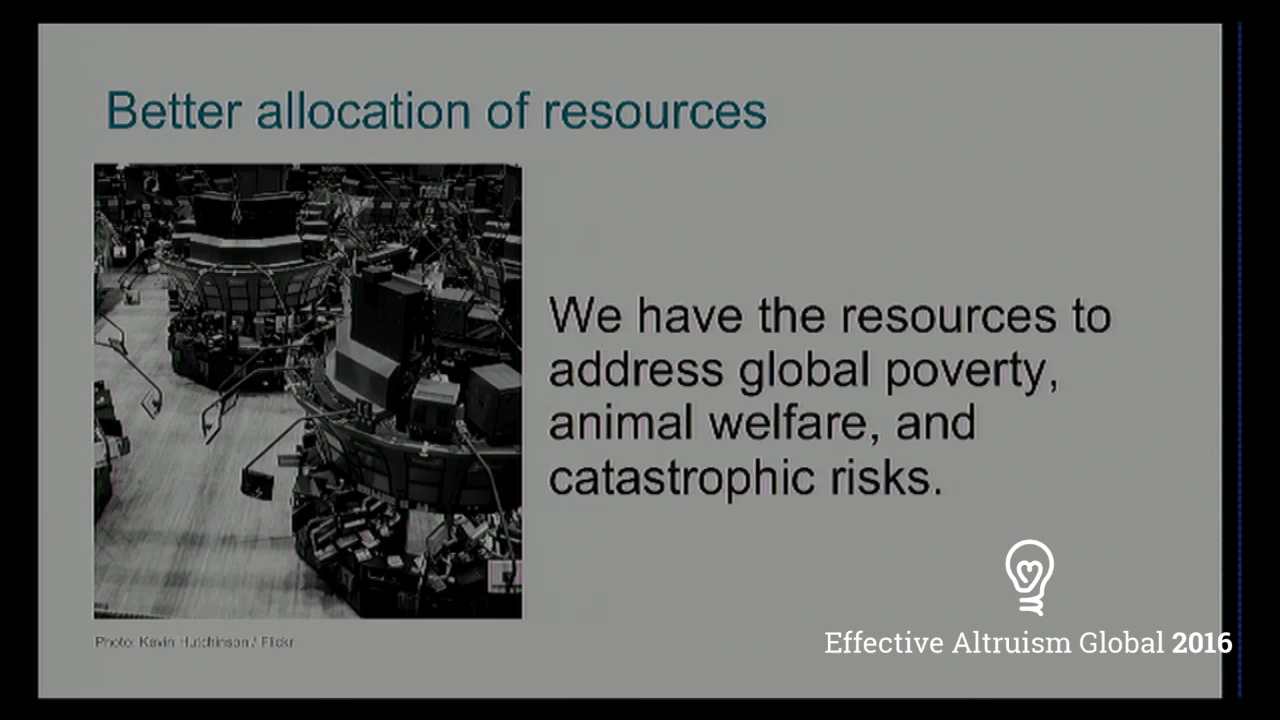 Better allocation of resources
We have the resources to
address global poverty,
animal welfare, and
catastrophic risks.
Photo: Kevin Hutchinson / Flickr
Effective Altruism Global 2016